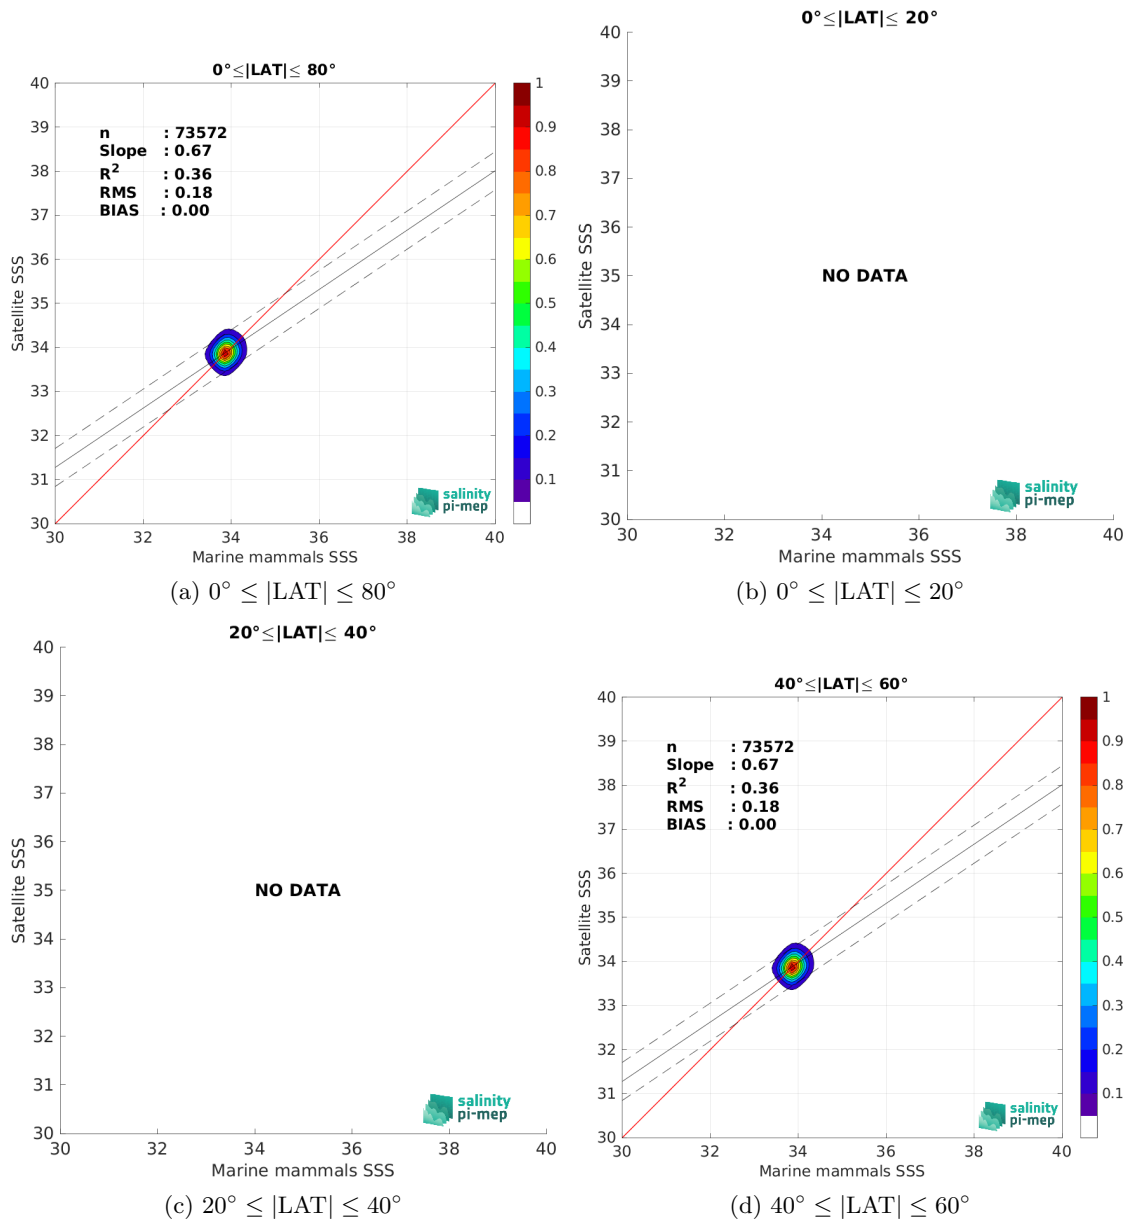 0°≤|LAT|≤ 80°
40
39
38
37
36
35
34
33
32
31
30
n : 73572
Slope : 0.67
R² : 0.36
RMS : 0.18
BIAS : 0.00
Satellite SSS
salinity
pi-mep
30 32 34 36 38 40
Marine mammals SSS
1
0.9
0.8
0.7
0.6
0.5
0.4
0.3
0.2
0.1
(a) 0° ≤ |LAT| ≤ 80°
0°≤|LAT|≤ 20°
40
39
38
37
36
35
34
33
32
31
30
Satellite SSS
NO DATA
salinity
pi-mep
30 32 34 36 38 40
Marine mammals SSS
(b) 0° ≤ |LAT| ≤ 20°
20°≤|LAT|≤ 40°
40
39
38
37
36
35
34
33
32
31
30
Satellite SSS
NO DATA
salinity
pi-mep
30 32 34 36 38 40
Marine mammals SSS
(c) 20° ≤ |LAT| ≤ 40°
40°≤|LAT|≤ 60°
40
39
38
37
36
35
34
33
32
31
30
n : 73572
Slope : 0.67
R² : 0.36
RMS : 0.18
BIAS : 0.00
Satellite SSS
salinity
pi-mep
30 32 34 36 38 40
Marine mammals SSS
1
0.9
0.8
0.7
0.6
0.5
0.4
0.3
0.2
0.1
(d) 40° ≤ |LAT| ≤ 60°